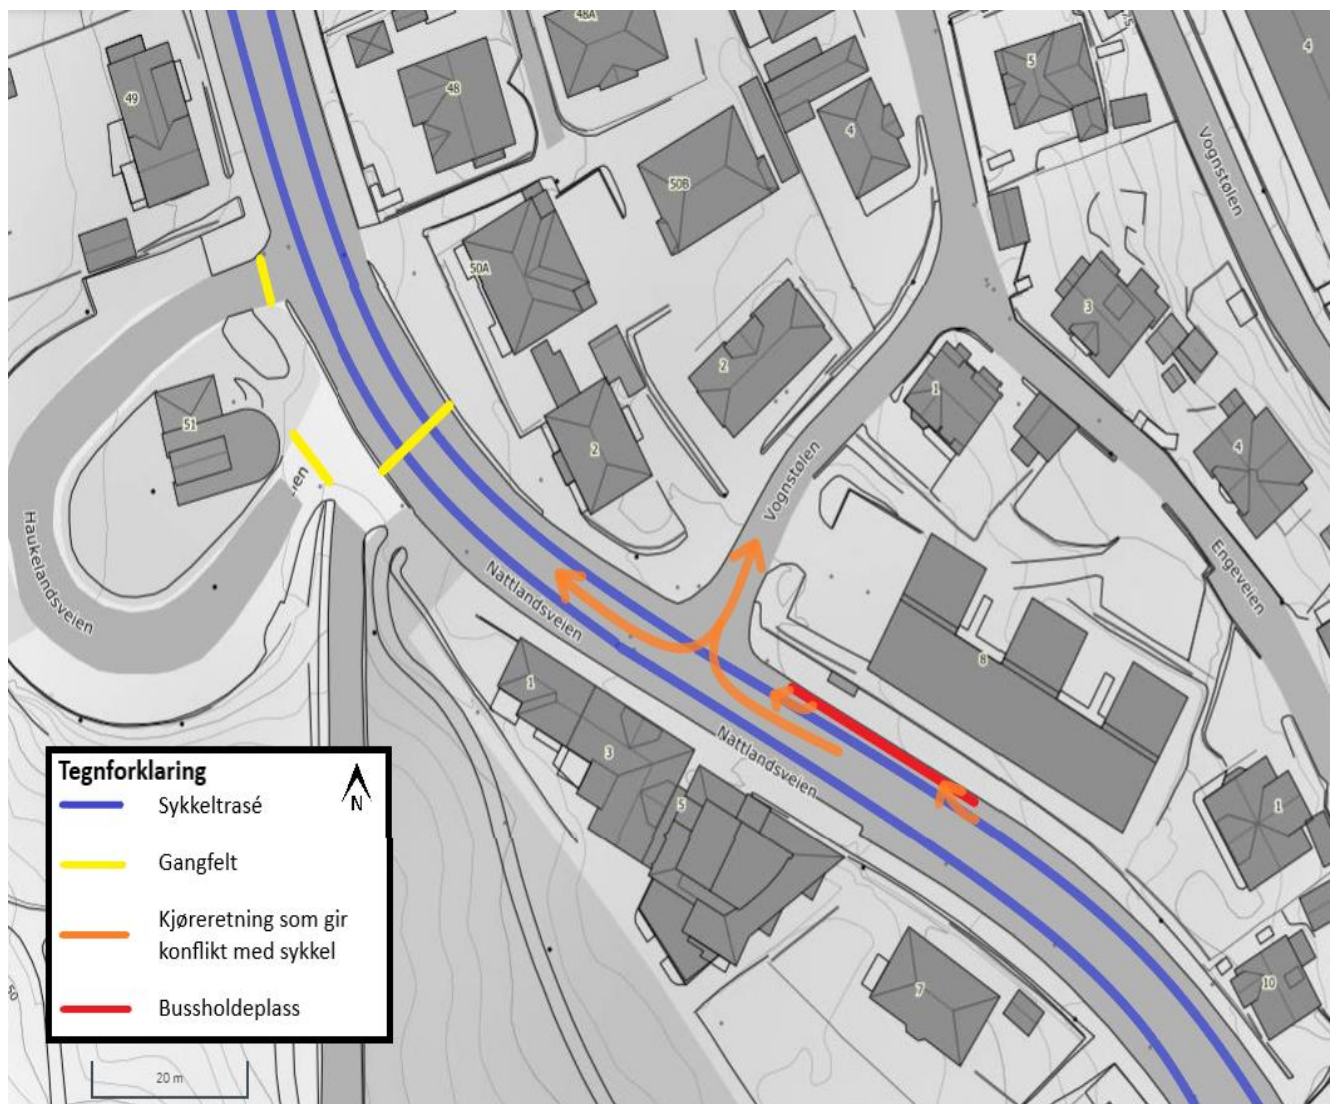 48A
49
48
50B
4
5
4
Vognstølen
50A
2
3
2
1
51
4
Vognstølen
Haukelandsveien
Engeveien
Nattlandsveien
8
1
3
Nattlandsveien
5
1
7
10
Tegnforklaring
N
Sykkeltrasé
Gangfelt
Kjøreretning som gir
konflikt med sykkel
Bussholdeplass
20 m